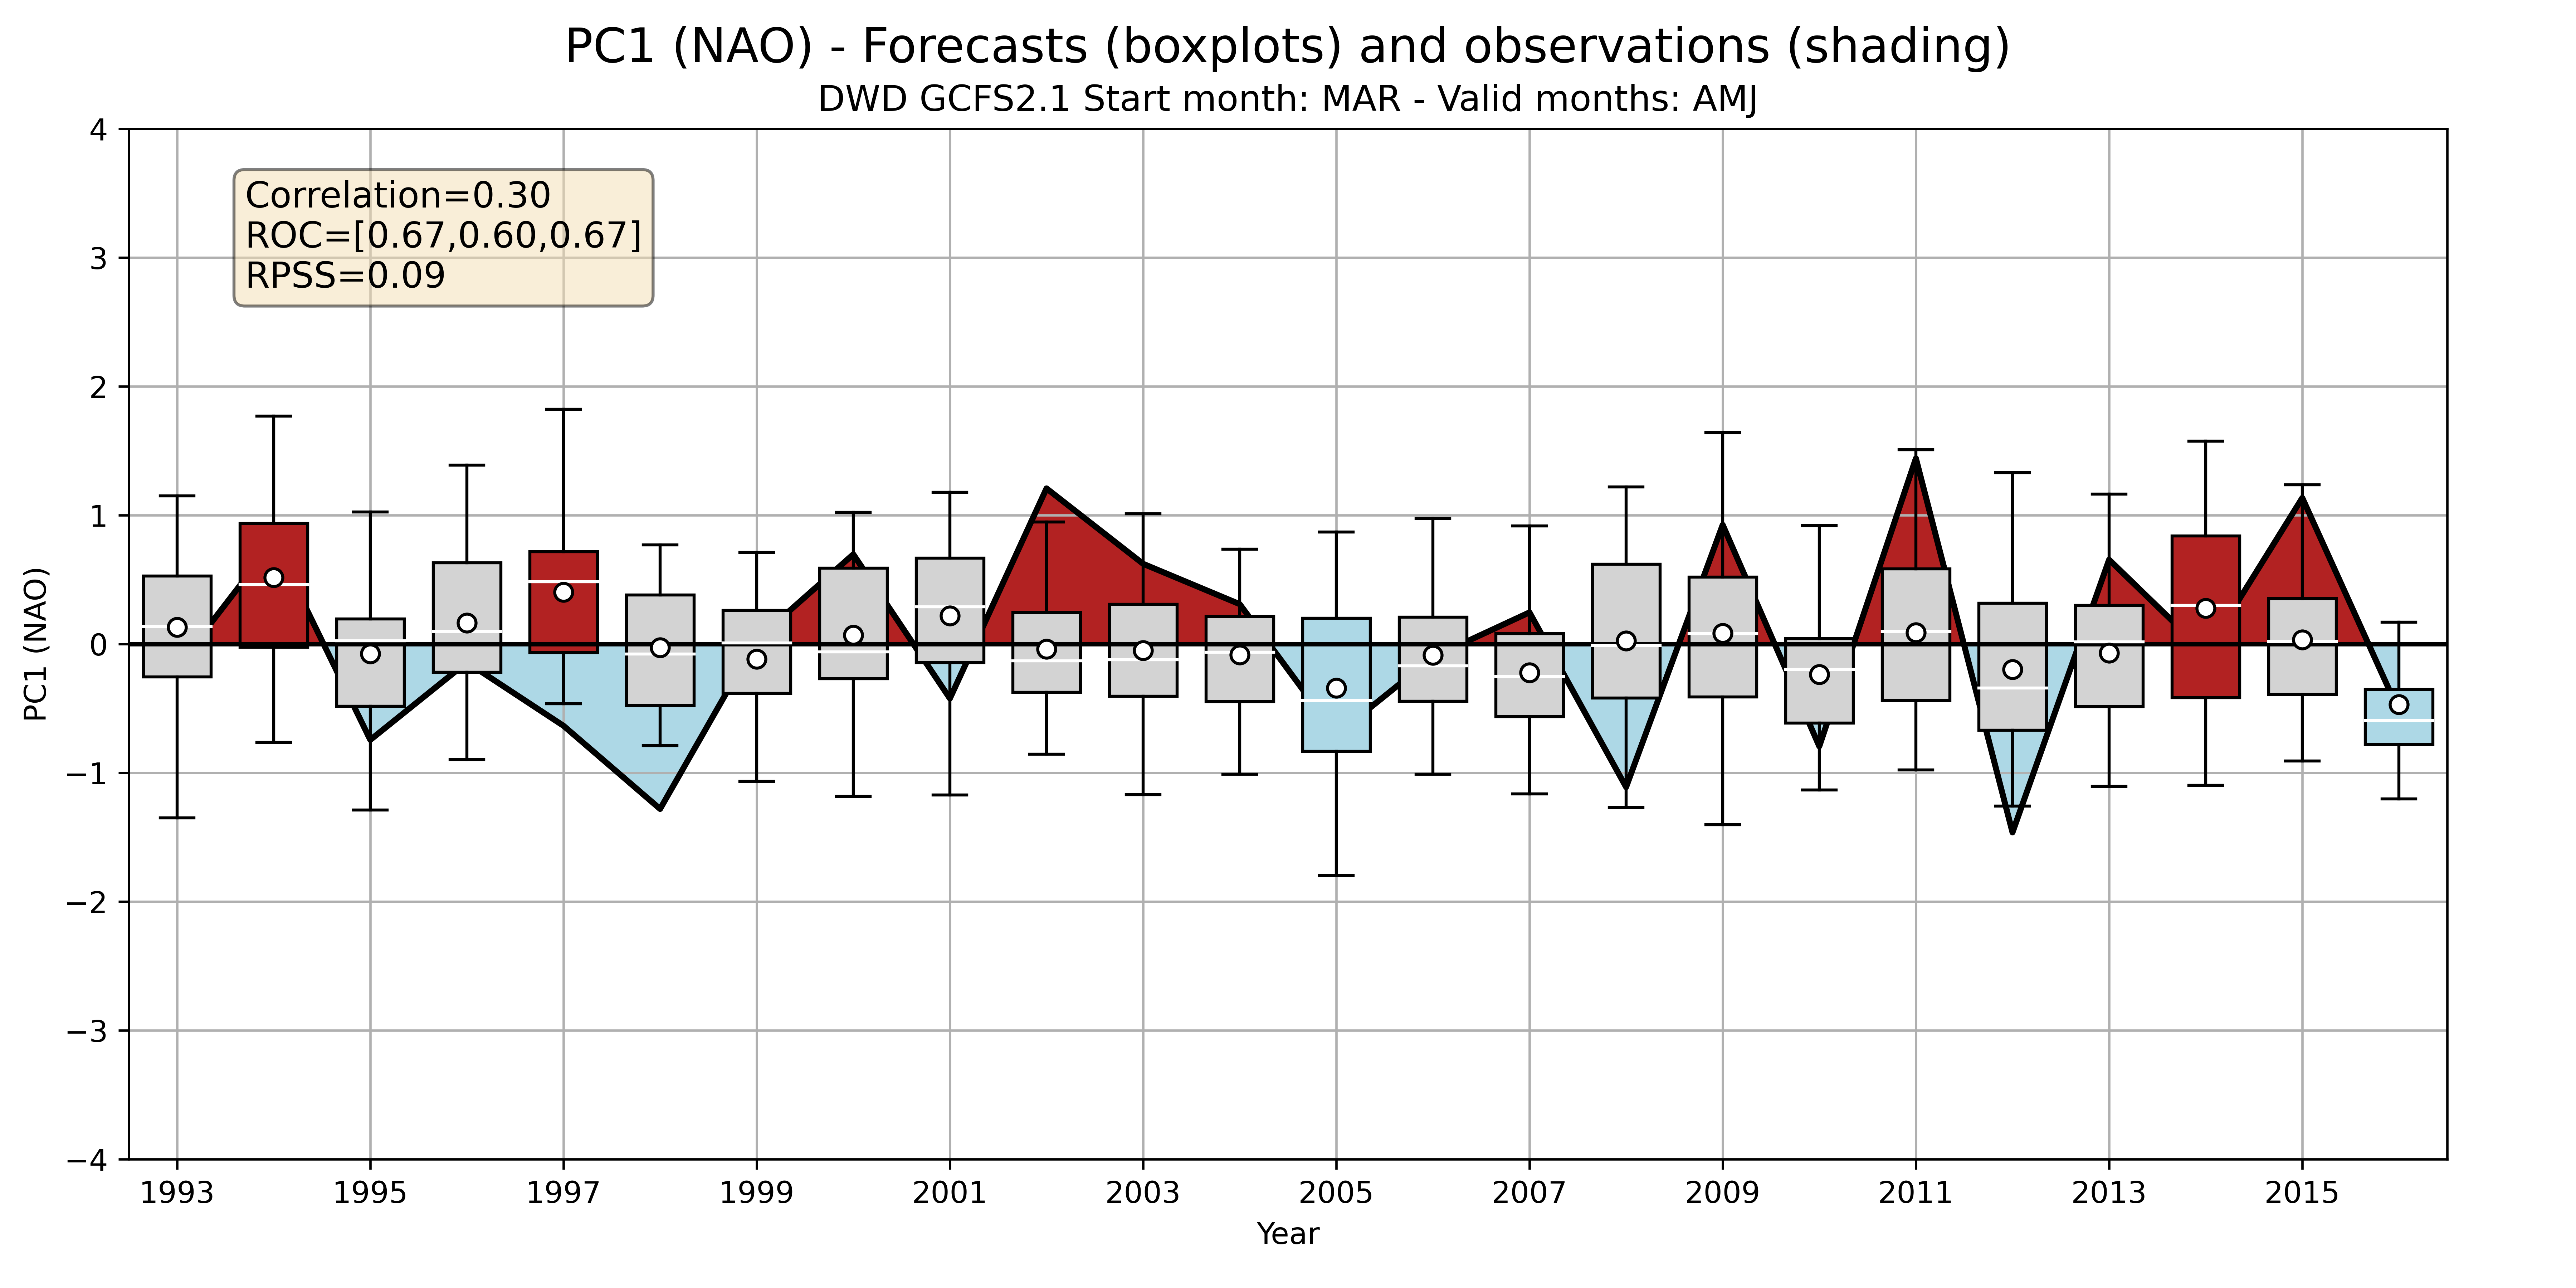 PC1 (NAO) - Forecasts (boxplots) and observations (shading)
DWD GCFS2.1 Start month: MAR - Valid months: AMJ
Correlation=0.30
ROC=[0.67,0.60,0.67]
RPSS=0.09
PC1 (NAO)
4
3
2
1
0
−1
−2
−3
−4
1993 1995 1997 1999 2001 2003 2005 2007 2009 2011 2013 2015
Year